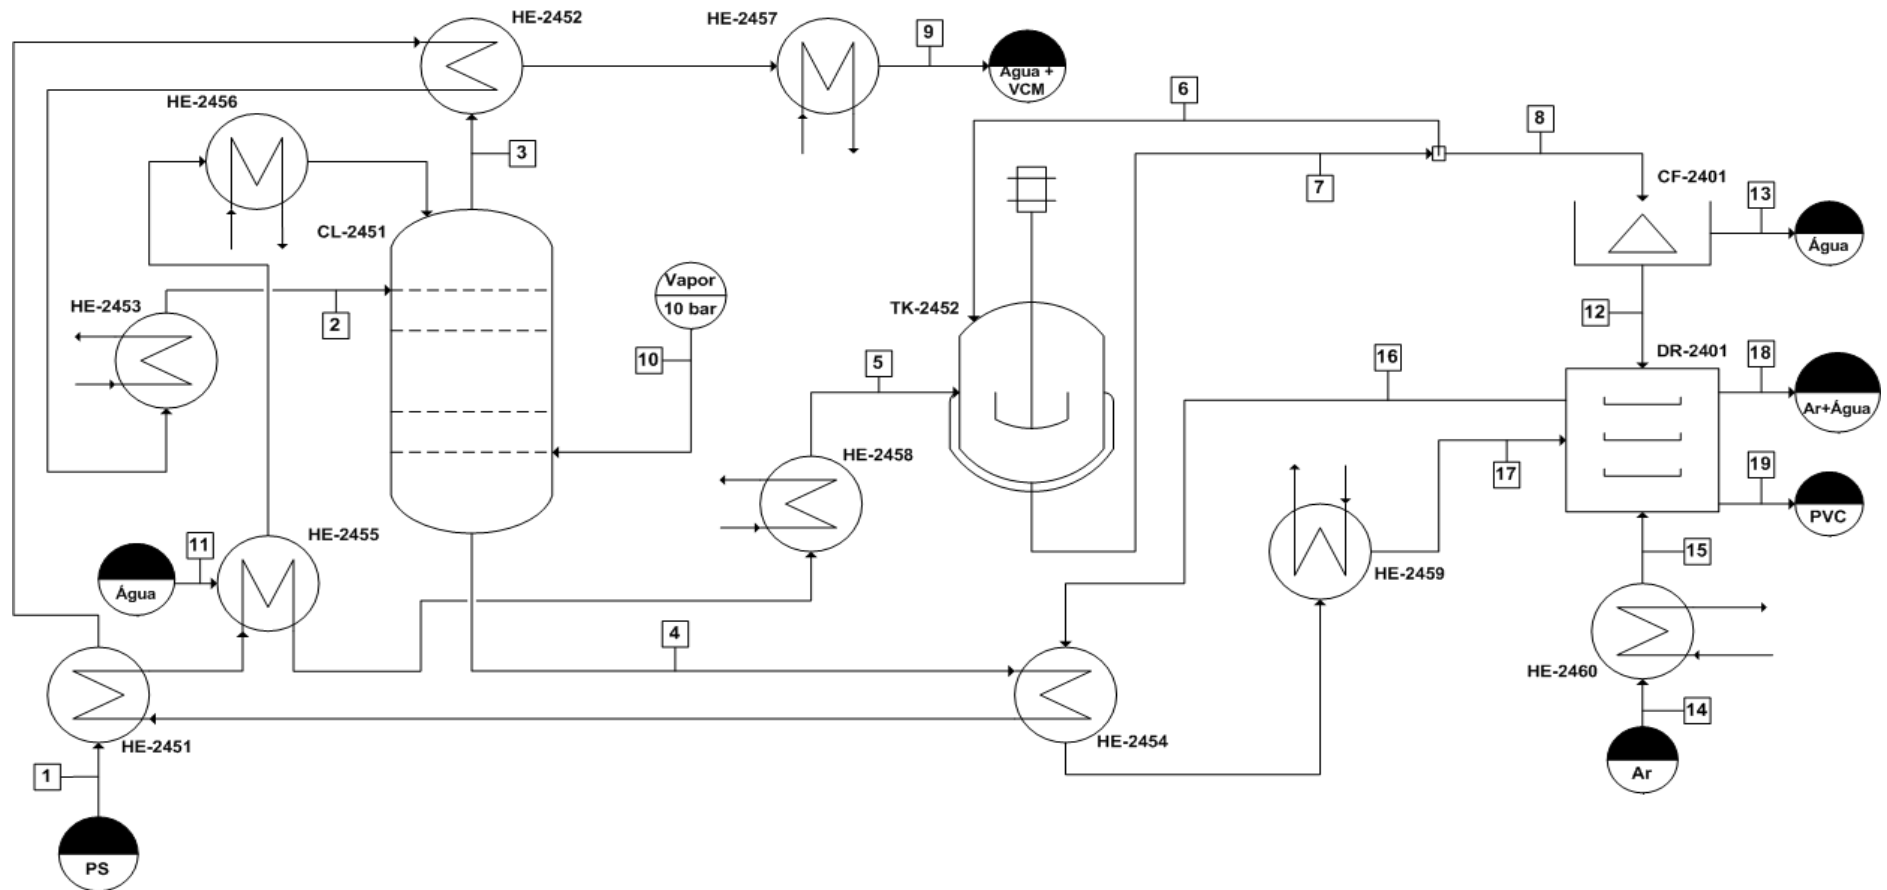 HE-2452
HE-2457
9
Água +
VCM
6
8
HE-2456
3
7
CF-2401
13
Água
CL-2451
Vapor
10 bar
HE-2453
2
TK-2452
12
10
5
16
DR-2401
18
Ar+Água
HE-2458
17
19
PVC
11
HE-2455
Água
HE-2459
15
4
HE-2460
HE-2451
HE-2454
14
1
Ar
PS